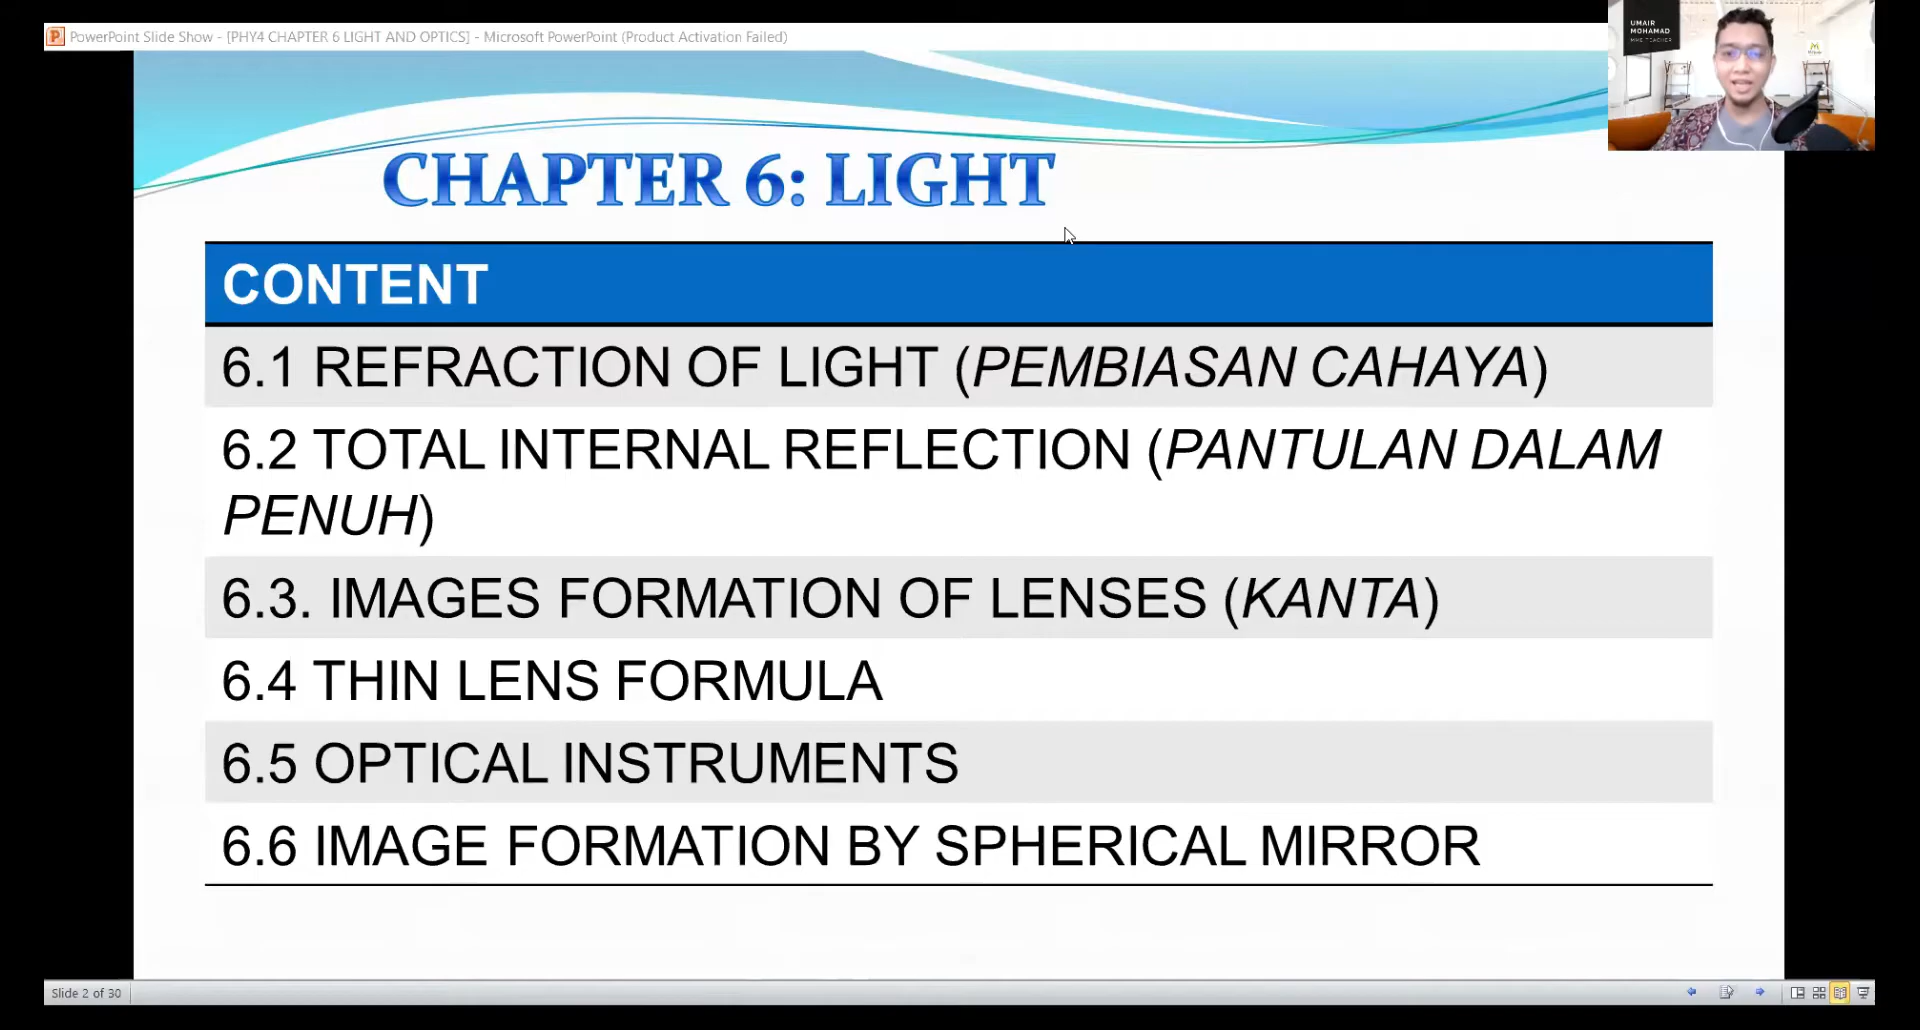 PowerPoint Slide Show - [PHY4 CHAPTER 6 LIGHT AND OPTICS] - Microsoft PowerPoint (Product Activation Failed)
UMAIR
MOHAMAD
CHAPTER 6: LIGHT
CONTENT
6.1 REFRACTION OF LIGHT (PEMBIASAN CAHAYA)
6.2 TOTAL INTERNAL REFLECTION (PANTULAN DALAM
PENUH)
6.3. IMAGES FORMATION OF LENSES (KANTA)
6.4 THIN LENS FORMULA
6.5 OPTICAL INSTRUMENTS
6.6 IMAGE FORMATION BY SPHERICAL MIRROR
Slide 2 of 30